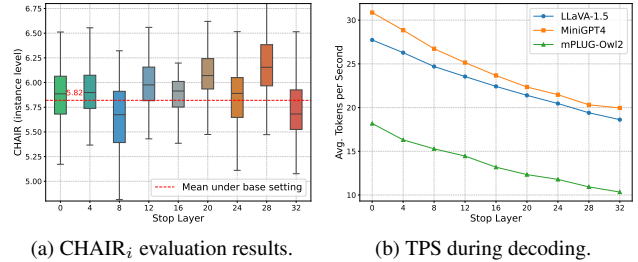 CHAIR (instance level)
6.75
6.50
6.25
6.00
5.75
5.50
5.25
5.00
5.82
Mean under base setting
0 4 8 12 16 20 24 28 32
Stop Layer
(a) CHAIRᵢ evaluation results.
Avg. Tokens per Second
30
25
20
15
10
LLaVA-1.5
MiniGPT4
mPLUG-Owl2
0 4 8 12 16 20 24 28 32
Stop Layer
(b) TPS during decoding.